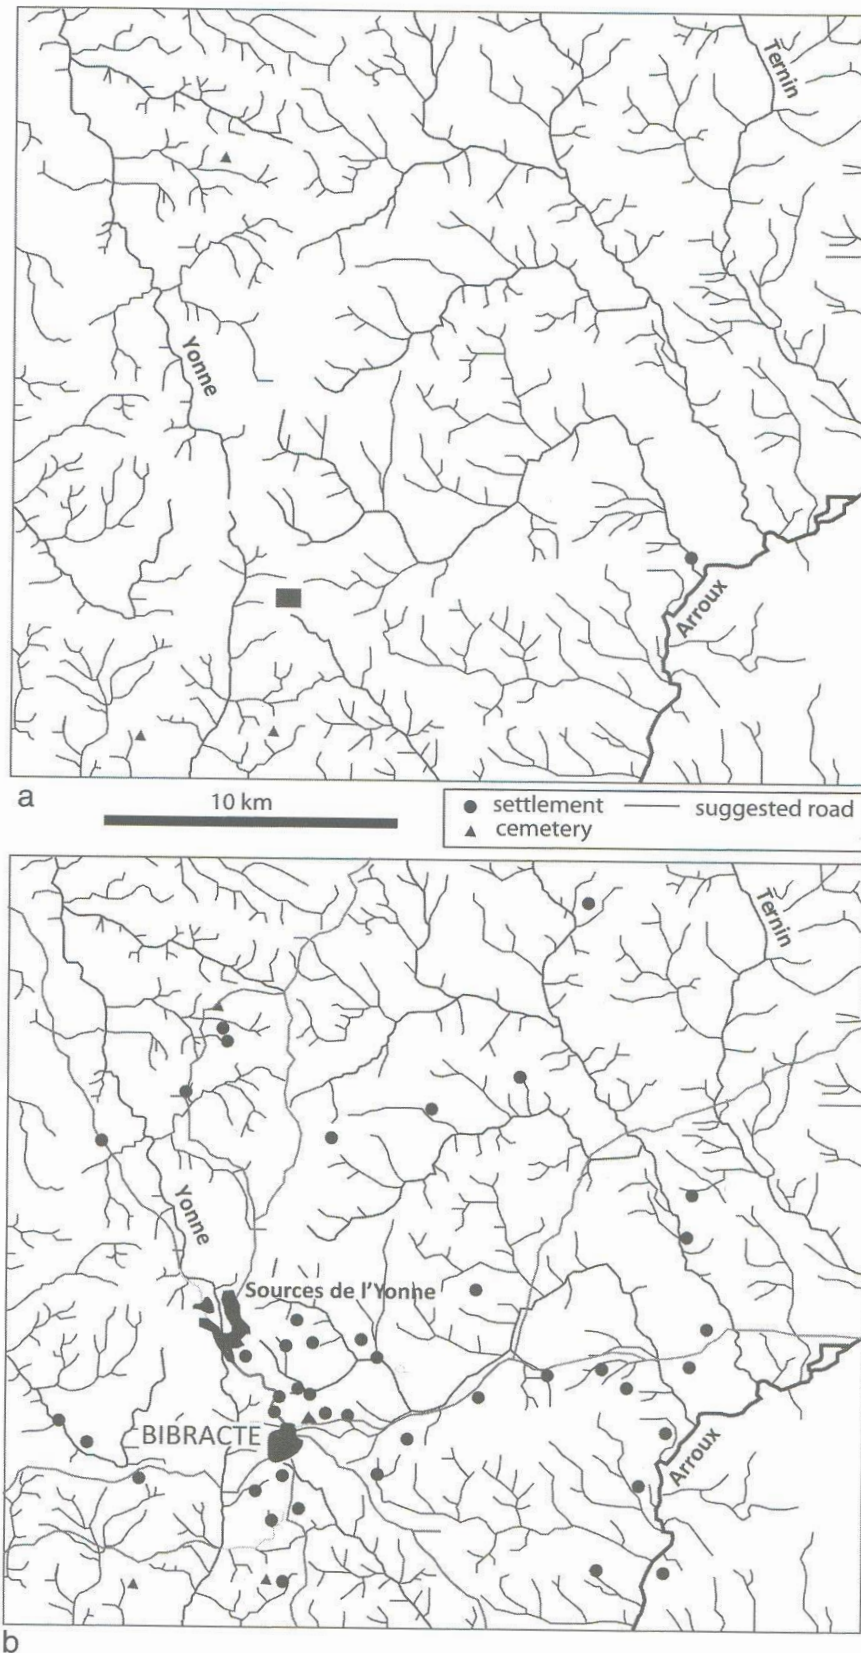 Ternin
Yonne
Arroux
a
10 km
settlement suggested road
cemetery
Ternin
Yonne
Sources de l'Yonne
BIBRACTE
Arroux
b